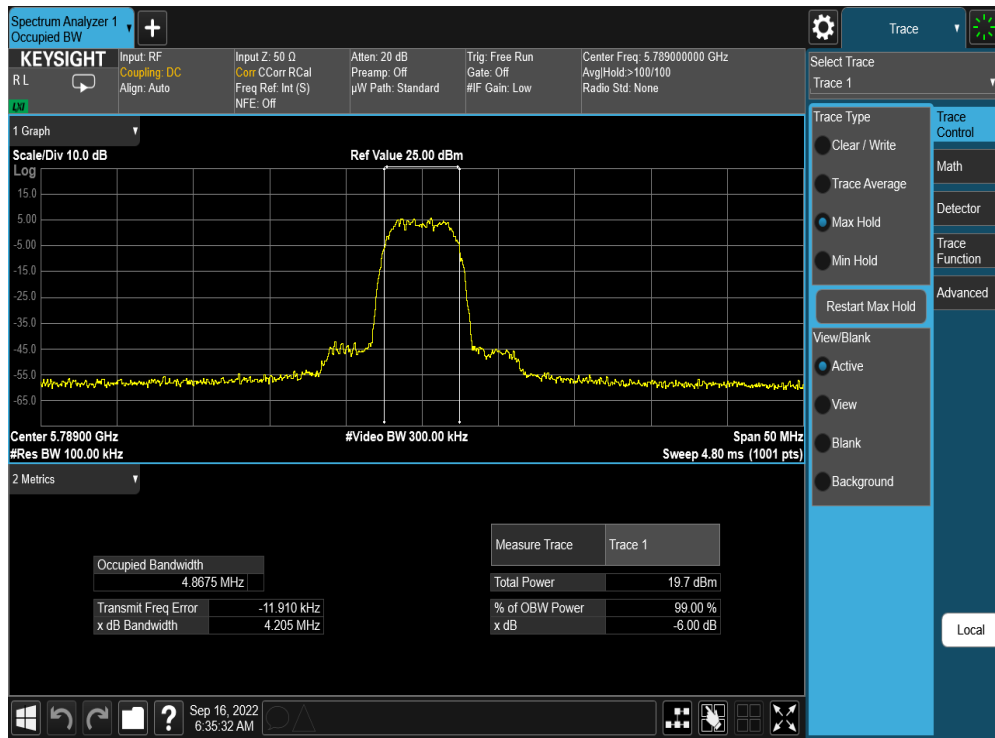 Spectrum Analyzer 1
Occupied BW
Trace
KEYSIGHT
R L
LXI
Input: RF
Coupling: DC
Align: Auto
Input Z: 50 Ω
Corr CCorr RCal
Freq Ref: Int (S)
NFE: Off
Atten: 20 dB
Preamp: Off
µW Path: Standard
Trig: Free Run
Gate: Off
#IF Gain: Low
Center Freq: 5.789000000 GHz
Avg|Hold:>100/100
Radio Std: None
Select Trace
Trace 1
1 Graph
Scale/Div 10.0 dB
Ref Value 25.00 dBm
Log
15.0
5.00
-5.00
-15.0
-25.0
-35.0
-45.0
-55.0
-65.0
Center 5.78900 GHz
#Video BW 300.00 kHz
Span 50 MHz
#Res BW 100.00 kHz
Sweep 4.80 ms (1001 pts)
2 Metrics
Measure Trace
Trace 1
Occupied Bandwidth
4.8675 MHz
Total Power
19.7 dBm
Transmit Freq Error
-11.910 kHz
% of OBW Power
99.00 %
x dB Bandwidth
4.205 MHz
x dB
-6.00 dB
Trace Type
Clear / Write
Trace Average
Max Hold
Min Hold
Restart Max Hold
View/Blank
Active
View
Blank
Background
Trace
Control
Math
Detector
Trace
Function
Advanced
Local
?
Sep 16, 2022
6:35:32 AM